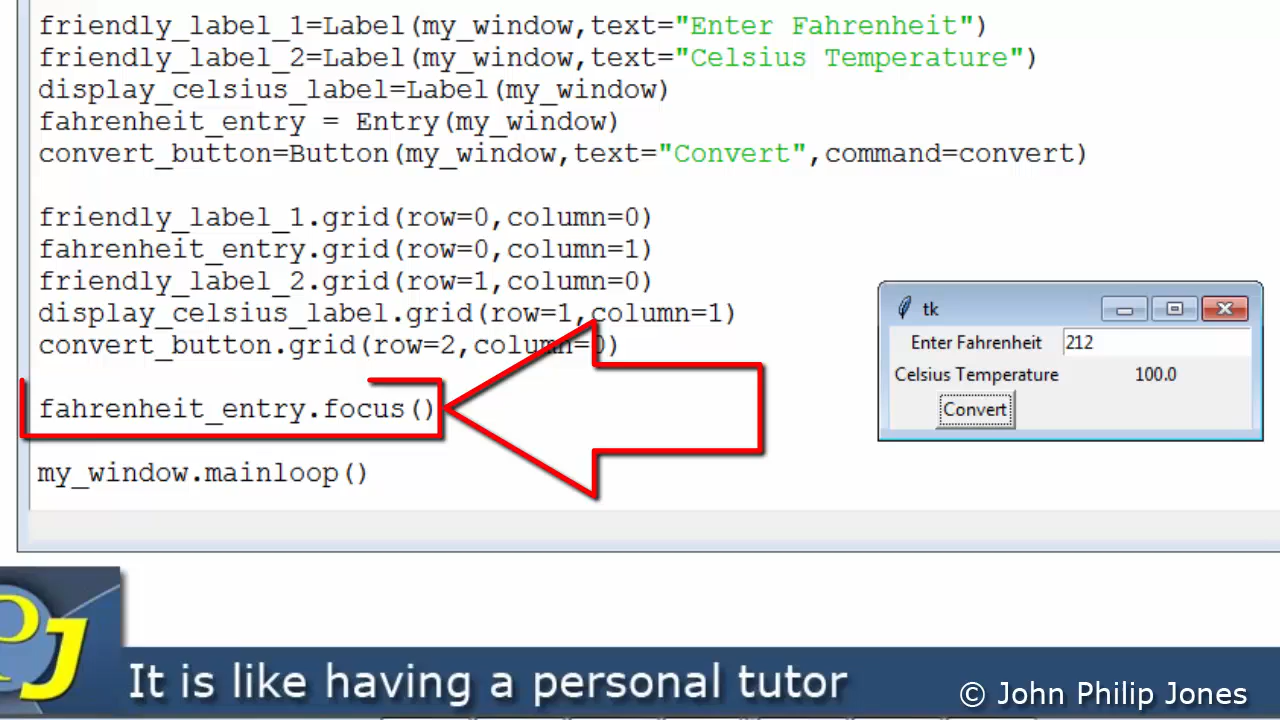 friendly_label_1=Label(my_window,text="Enter Fahrenheit")
friendly_label_2=Label(my_window,text="Celsius Temperature")
display_celsius_label=Label(my_window)
fahrenheit_entry = Entry(my_window)
convert_button=Button(my_window,text="Convert",command=convert)
friendly_label_1.grid(row=0,column=0)
fahrenheit_entry.grid(row=0,column=1)
friendly_label_2.grid(row=1,column=0)
display_celsius_label.grid(row=1,column=1)
convert_button.grid(row=2,column=0)
fahrenheit_entry.focus()
my_window.mainloop()
tk
Enter Fahrenheit 212
Celsius Temperature 100.0
Convert
PJ
It is like having a personal tutor
© John Philip Jones